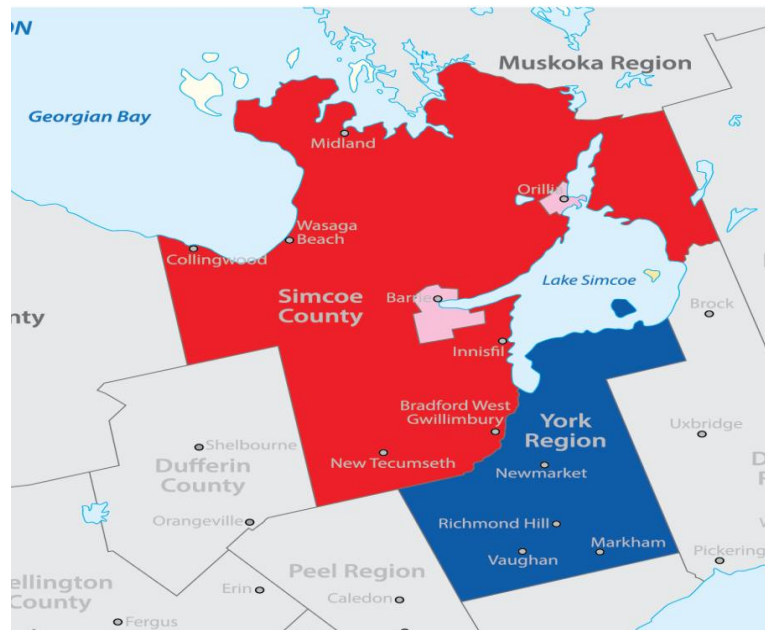 ON
Muskoka Region
Georgian Bay
Midland
Orillia
Wasaga
Beach
Collingwood
Lake Simcoe
Simcoe
County
Barrie
Brock
nty
Innisfil
Bradford West
Gwillimbury
York
Region
Uxbridge
Shelbourne
New Tecumseth
Dufferin
County
Newmarket
D
Orangeville
Richmond Hill
Vaughan
Markham
Pickering
Peel Region
ellington
County
Erin
Caledon
Fergus